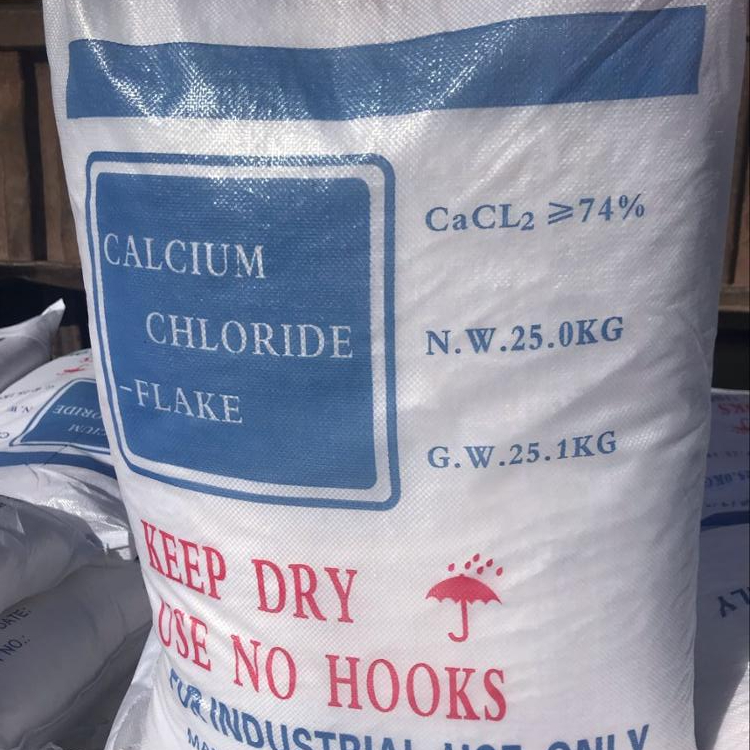 CALCIUM
CHLORIDE
-FLAKE
CaCL₂ ⩾74%
N.W.25.0KG
G.W.25.1KG
KEEP DRY
USE NO HOOKS
FOR INDUSTRIAL USE ONLY